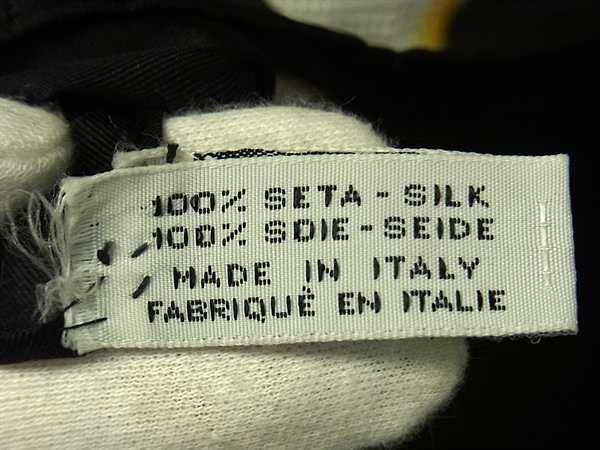 100% SETA - SILK
100% SOIE - SEIDE
MADE IN ITALY
FABRIQUÉ EN ITALIE